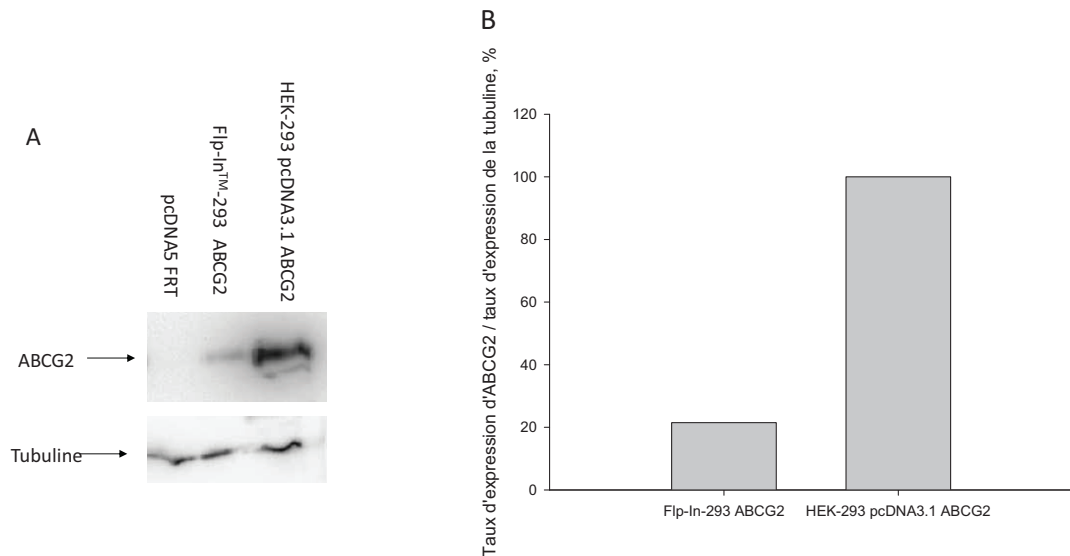 A
pcDNA5 FRT
Flp-In™-293 ABCG2
HEK-293 pcDNA3.1 ABCG2
ABCG2
Tubuline
B
Taux d'expression d'ABCG2 / taux d'expression de la tubuline, %
120
100
80
60
40
20
0
Flp-In-293 ABCG2
HEK-293 pcDNA3.1 ABCG2